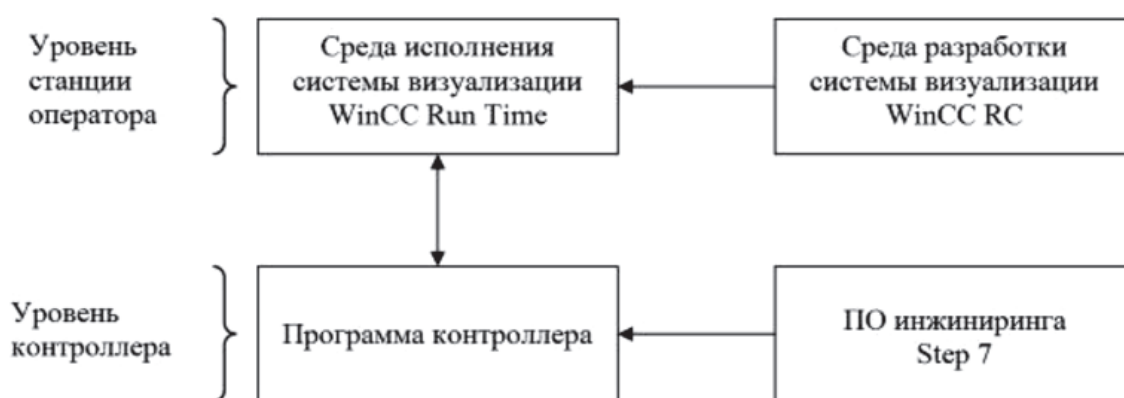 Уровень
станции
оператора
Среда исполнения
системы визуализации
WinCC Run Time
Среда разработки
системы визуализации
WinCC RC
Уровень
контроллера
Программа контроллера
ПО инжиниринга
Step 7